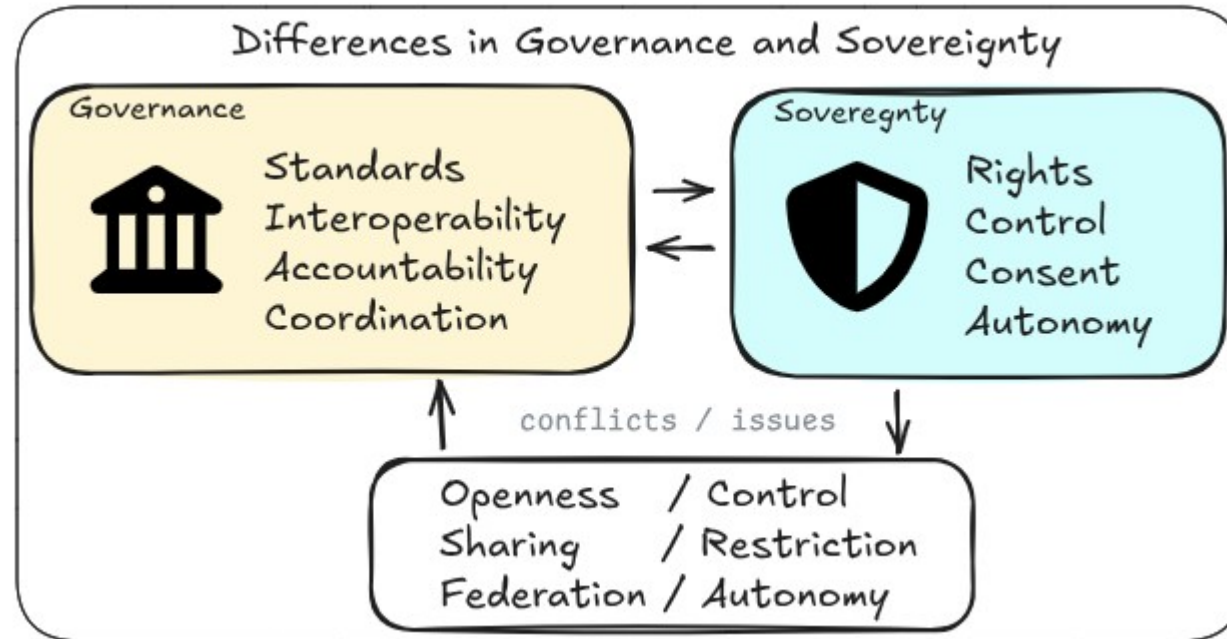 Differences in Governance and Sovereignty
Governance
Standards
Interoperability
Accountability
Coordination
Soveregnty
Rights
Control
Consent
Autonomy
conflicts / issues
Openness / Control
Sharing / Restriction
Federation / Autonomy